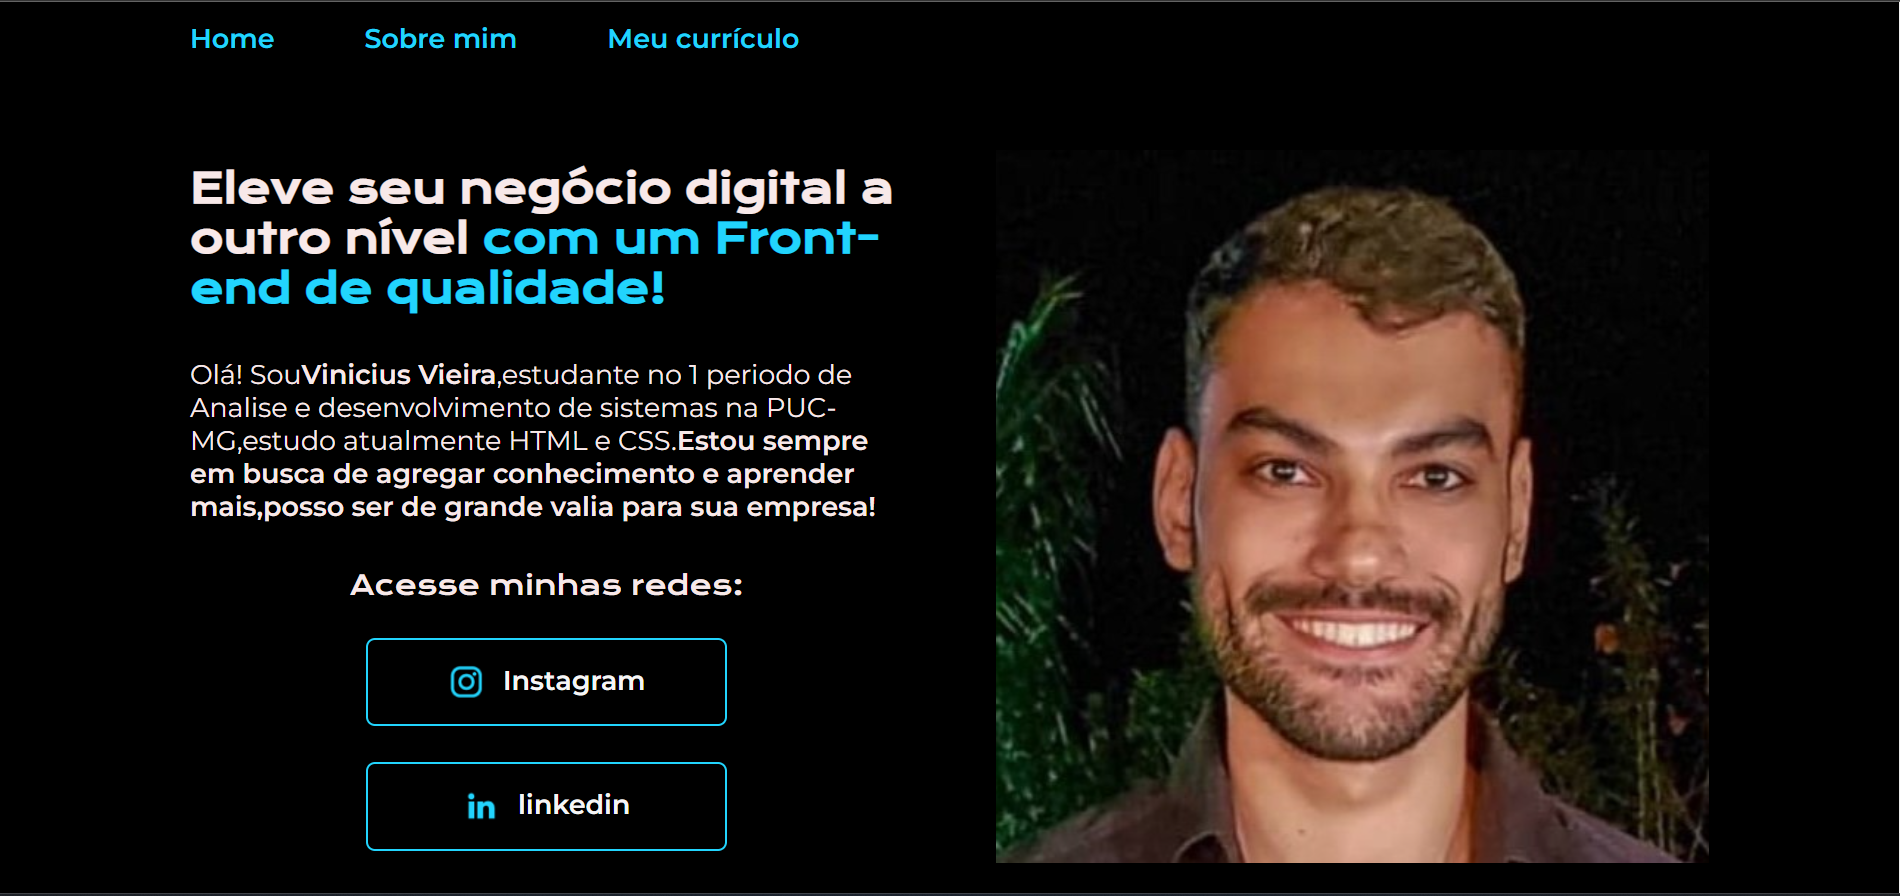 Home Sobre mim Meu currículo
Eleve seu negócio digital a
outro nível com um Front-
end de qualidade!
Olá! SouVinicius Vieira,estudante no 1 periodo de
Analise e desenvolvimento de sistemas na PUC-
MG,estudo atualmente HTML e CSS.Estou sempre
em busca de agregar conhecimento e aprender
mais,posso ser de grande valia para sua empresa!
Acesse minhas redes:
Instagram
in linkedin